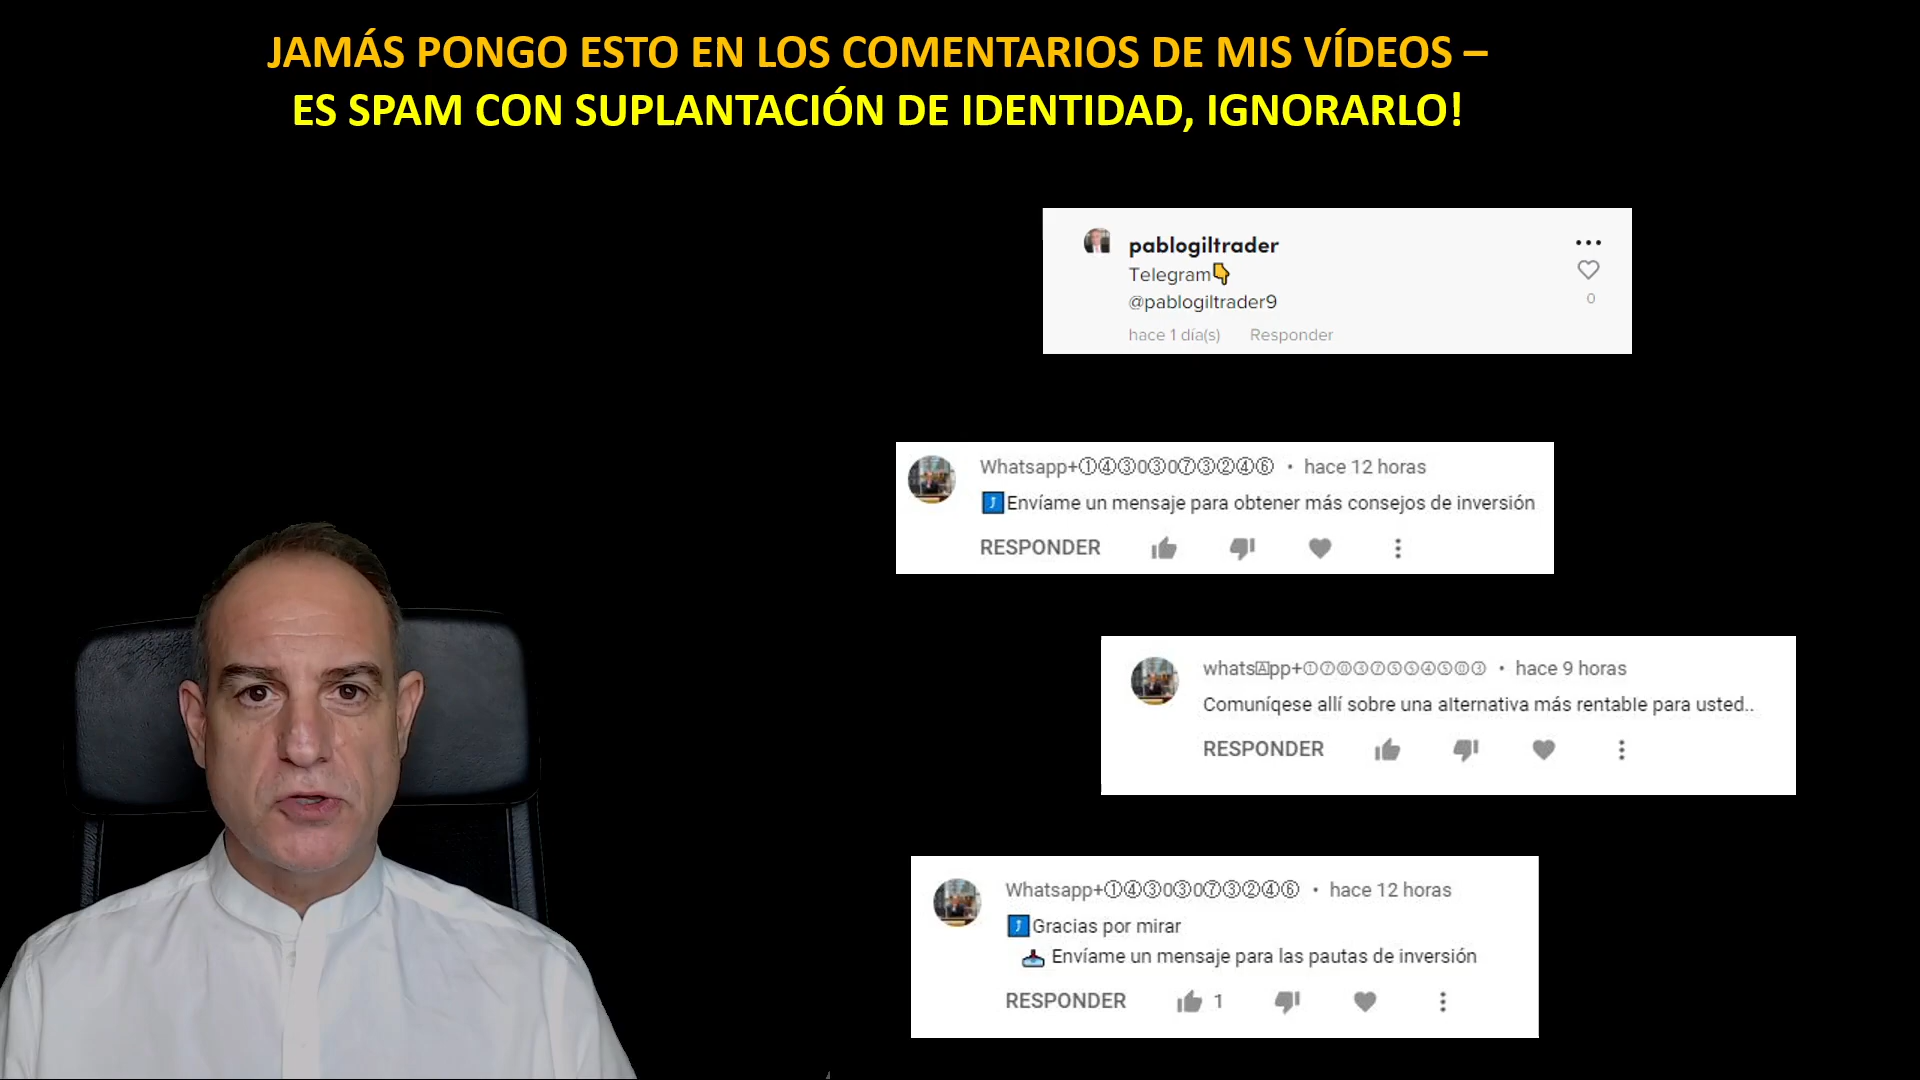 JAMÁS PONGO ESTO EN LOS COMENTARIOS DE MIS VÍDEOS –
ES SPAM CON SUPLANTACIÓN DE IDENTIDAD, IGNORARLO!
pablogiltrader
Telegram👇
@pablogiltrader9
0
hace 1 día(s) Responder
Whatsapp+①④③0③0⑦③②④⑥ • hace 12 horas
⤴Envíame un mensaje para obtener más consejos de inversión
RESPONDER
whats🄰pp+①⑦⓪③⑦⑤⑤④⑤⓪③ • hace 9 horas
Comuníqese allí sobre una alternativa más rentable para usted..
RESPONDER
Whatsapp+①④③0③0⑦③②④⑥ • hace 12 horas
⤴Gracias por mirar
📥 Envíame un mensaje para las pautas de inversión
RESPONDER 1